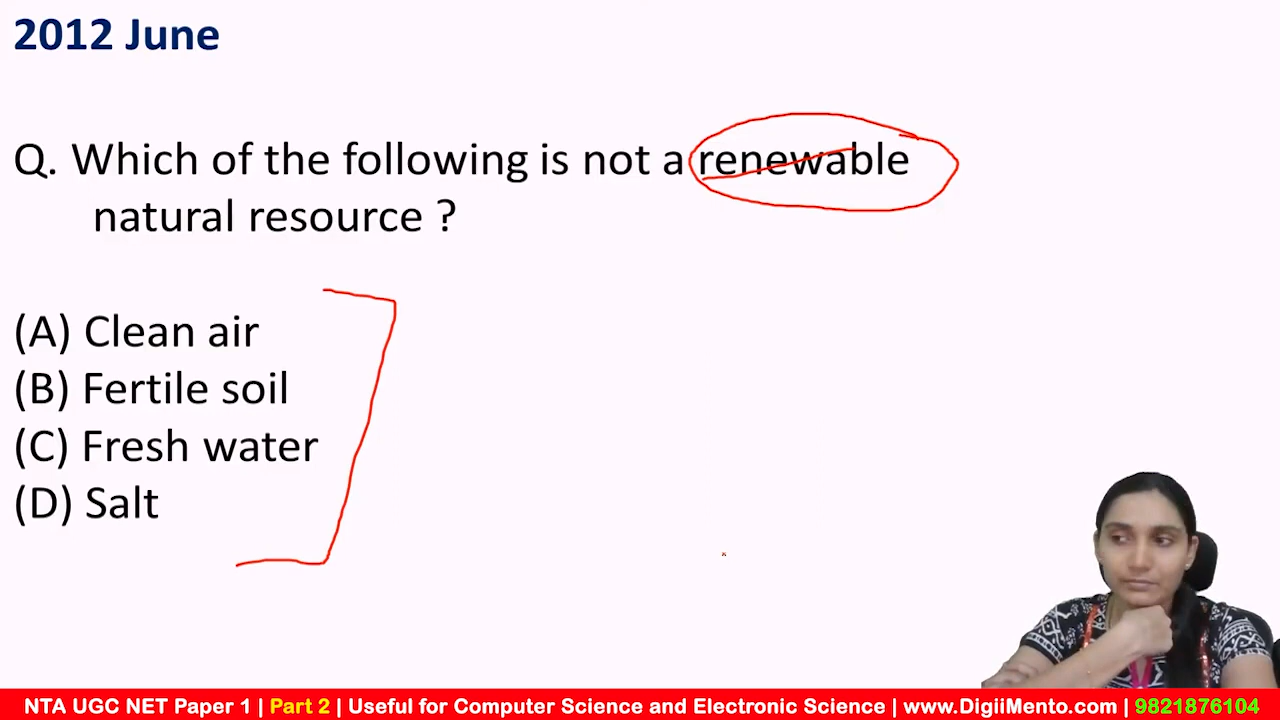 2012 June
Q. Which of the following is not a renewable
natural resource ?
(A) Clean air
(B) Fertile soil
(C) Fresh water
(D) Salt
NTA UGC NET Paper 1 | Part 2 | Useful for Computer Science and Electronic Science | www.DigiiMento.com | 9821876104